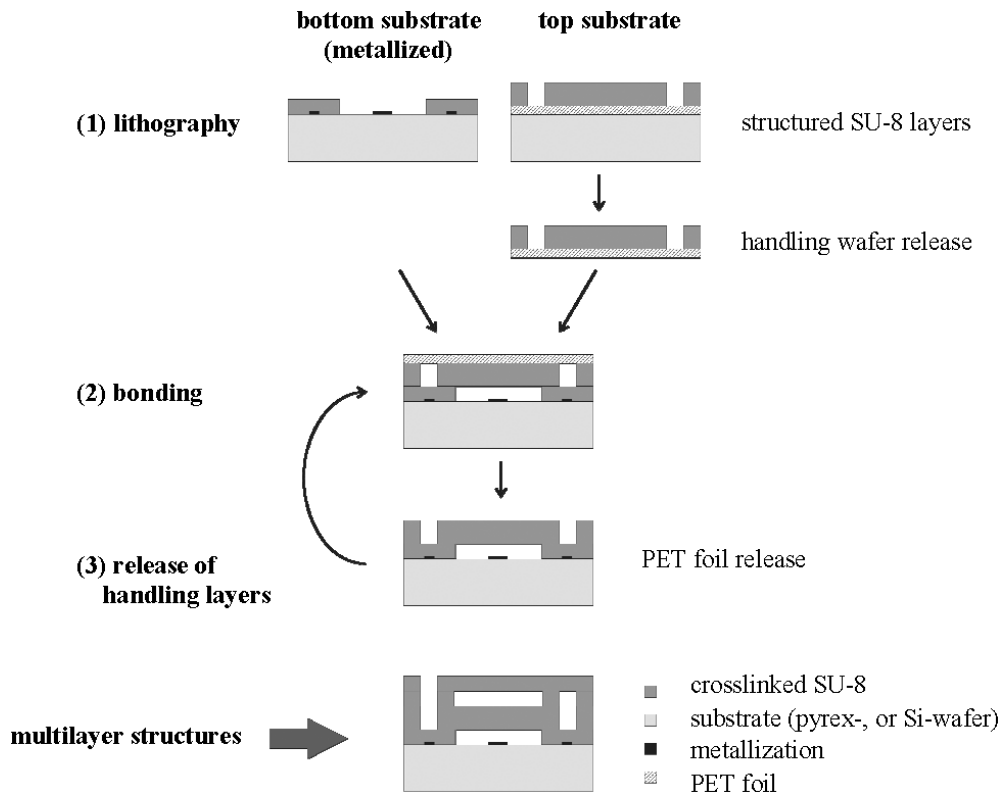 bottom substrate
(metallized)
top substrate
(1) lithography
structured SU-8 layers
handling wafer release
(2) bonding
(3) release of
handling layers
PET foil release
multilayer structures
crosslinked SU-8
substrate (pyrex-, or Si-wafer)
metallization
PET foil